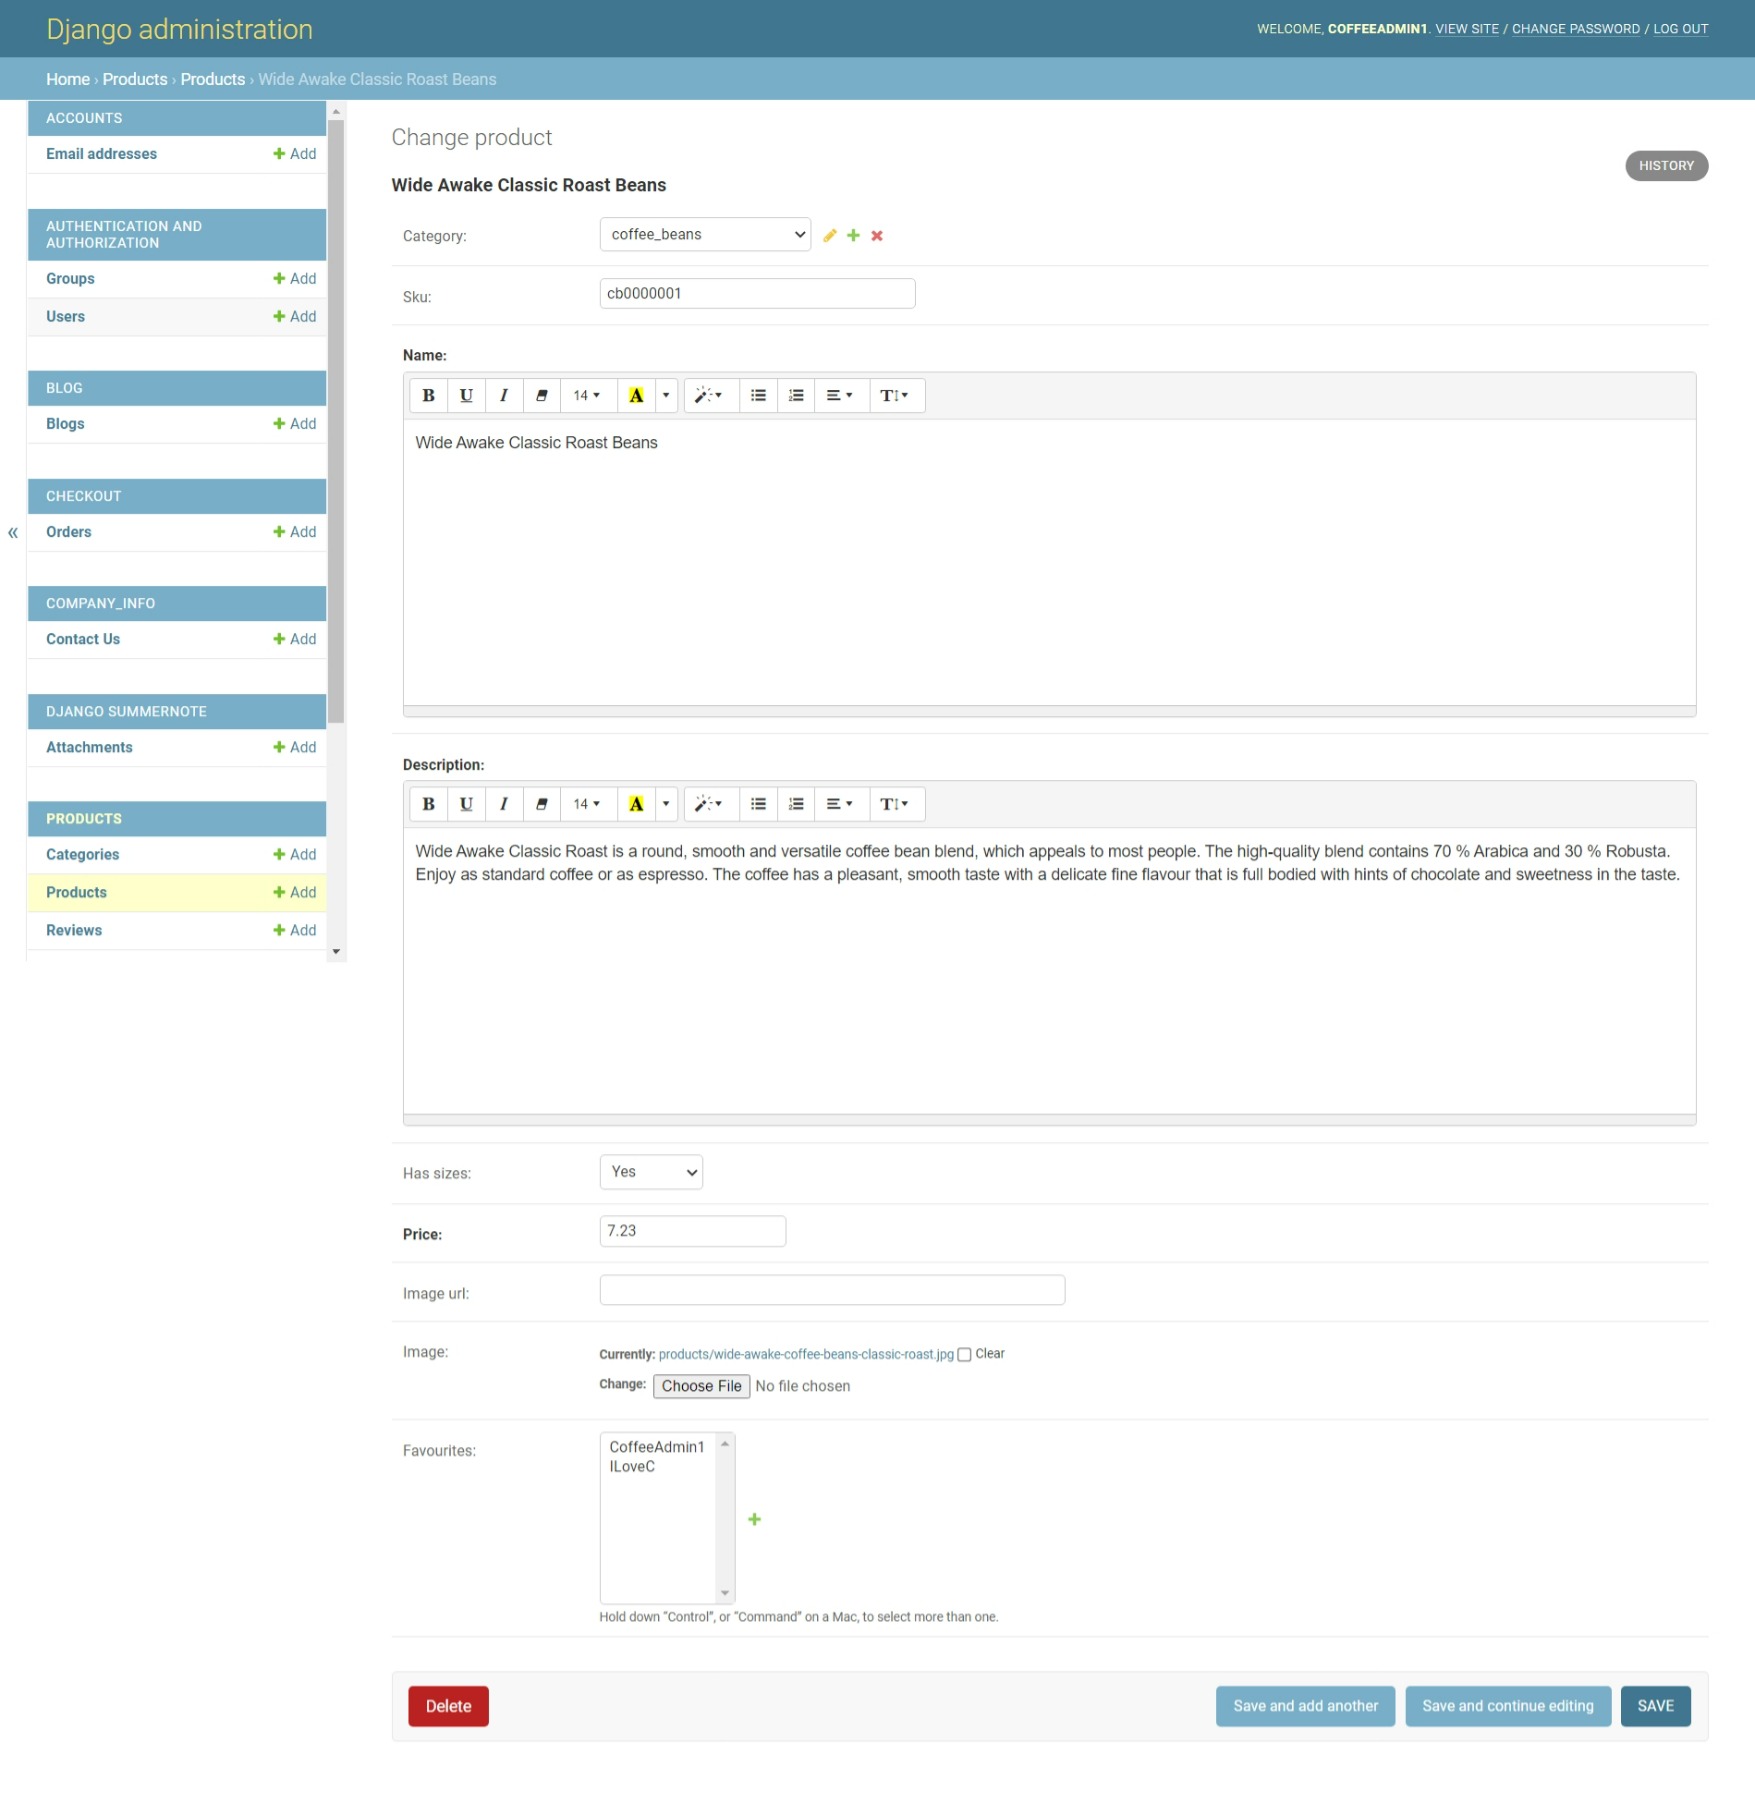 Django administration
WELCOME, COFFEEADMIN1. VIEW SITE / CHANGE PASSWORD / LOG OUT
Home › Products › Products › Wide Awake Classic Roast Beans
ACCOUNTS
Email addresses Add
AUTHENTICATION AND
AUTHORIZATION
Groups Add
Users Add
BLOG
Blogs Add
CHECKOUT
Orders Add
«
COMPANY_INFO
Contact Us Add
DJANGO SUMMERNOTE
Attachments Add
PRODUCTS
Categories Add
Products Add
Reviews Add
Change product
HISTORY
Wide Awake Classic Roast Beans
Category: coffee_beans
Sku: cb0000001
Name:
B U I 14 A T
Wide Awake Classic Roast Beans
Description:
B U I 14 A T
Wide Awake Classic Roast is a round, smooth and versatile coffee bean blend, which appeals to most people. The high-quality blend contains 70 % Arabica and 30 % Robusta.
Enjoy as standard coffee or as espresso. The coffee has a pleasant, smooth taste with a delicate fine flavour that is full bodied with hints of chocolate and sweetness in the taste.
Has sizes: Yes
Price: 7.23
Image url:
Image: Currently: products/wide-awake-coffee-beans-classic-roast.jpg Clear
Change: Choose File No file chosen
Favourites: CoffeeAdmin1
ILoveC
Hold down “Control”, or “Command” on a Mac, to select more than one.
Delete Save and add another Save and continue editing SAVE